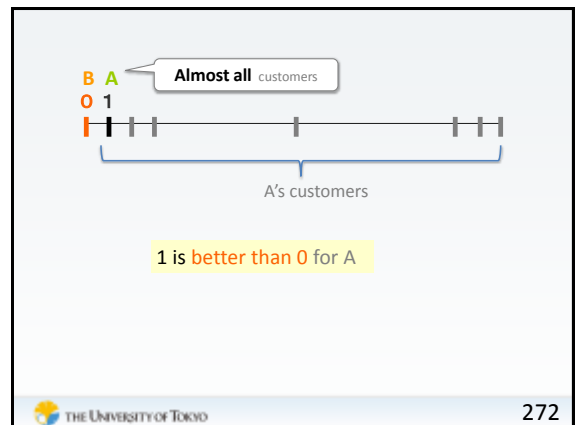 Almost all customers
B A
0 1
A's customers
1 is better than 0 for A
THE UNIVERSITY OF TOKYO
272